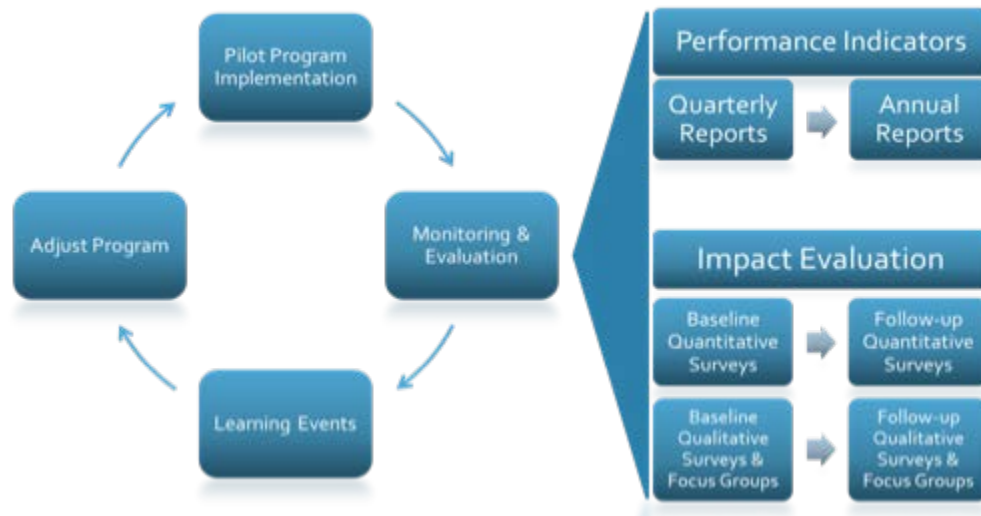 Pilot Program
Implementation
Monitoring &
Evaluation
Learning Events
Adjust Program
Performance Indicators
Quarterly
Reports
Annual
Reports
Impact Evaluation
Baseline
Quantitative
Surveys
Follow-up
Quantitative
Surveys
Baseline
Qualitative
Surveys &
Focus Groups
Follow-up
Qualitative
Surveys &
Focus Groups